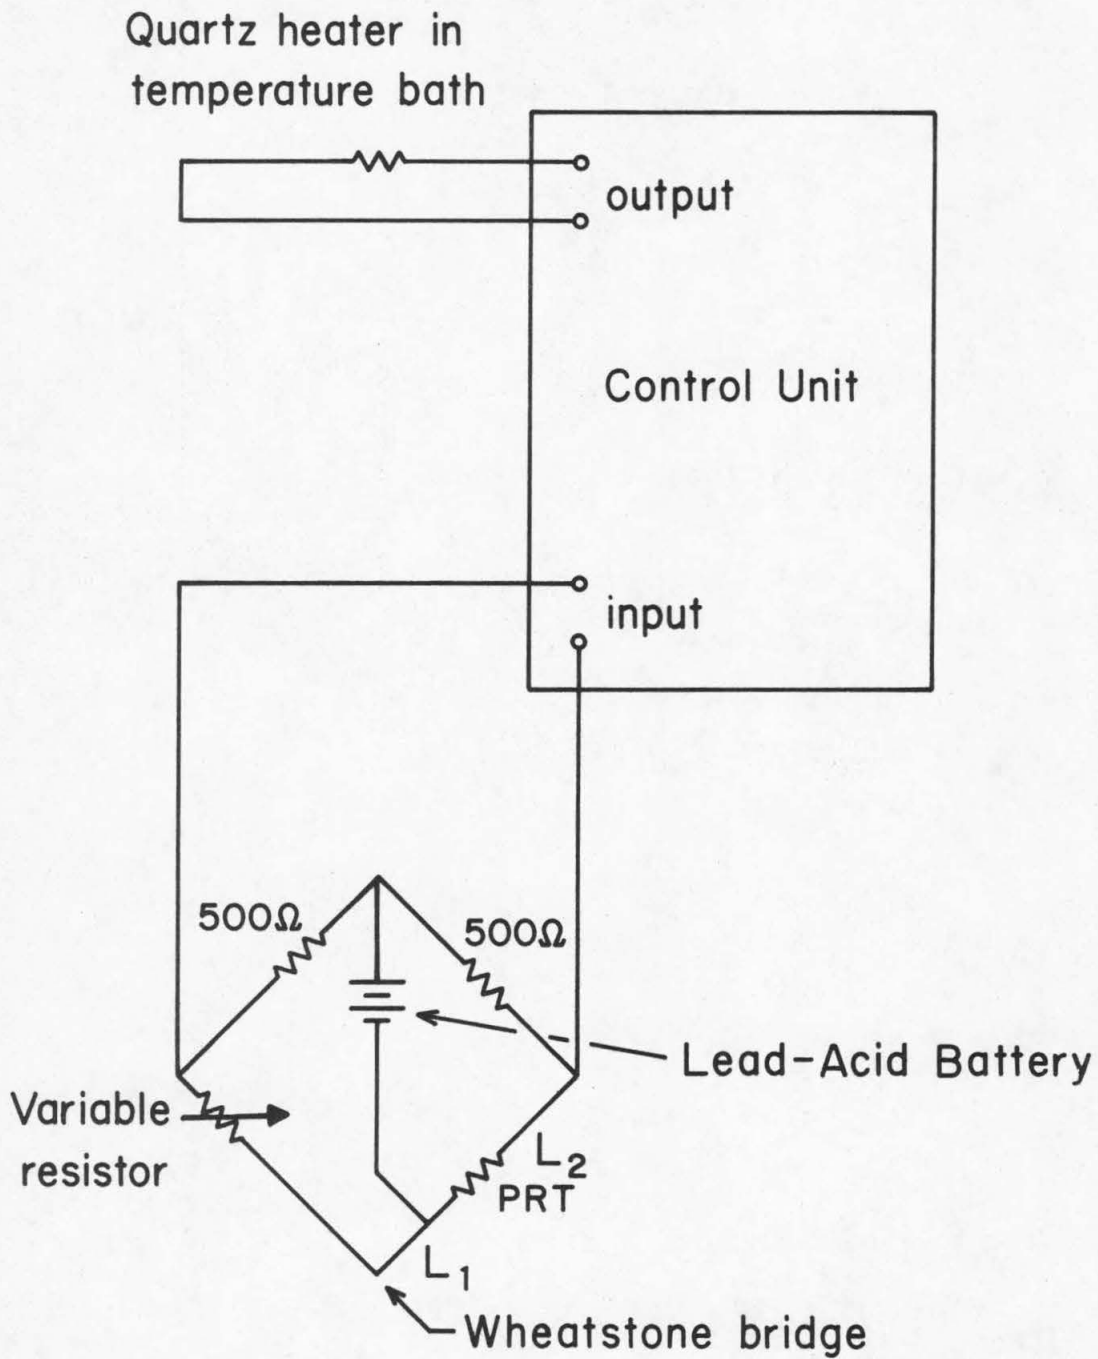 Quartz heater in
temperature bath
output
Control Unit
input
500Ω
500Ω
Lead-Acid Battery
Variable
resistor
L2
PRT
L1
Wheatstone bridge